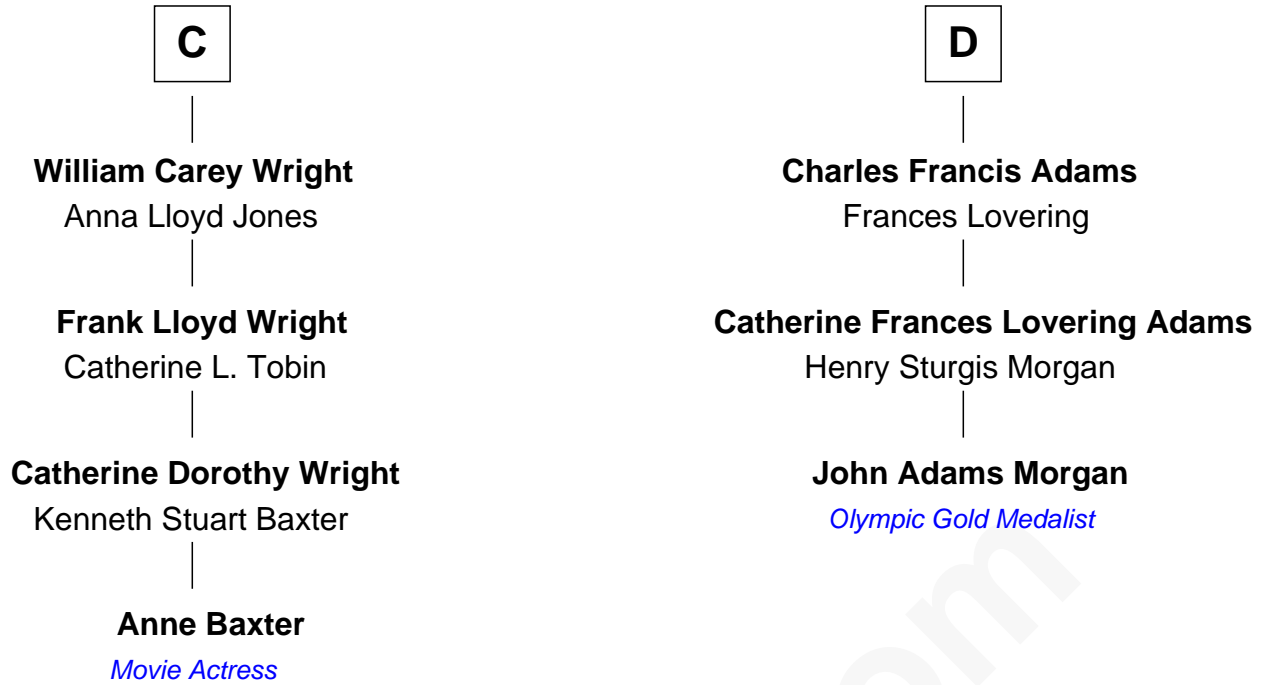 C
William Carey Wright
Anna Lloyd Jones
Frank Lloyd Wright
Catherine L. Tobin
Catherine Dorothy Wright
Kenneth Stuart Baxter
Anne Baxter
Movie Actress
D
Charles Francis Adams
Frances Lovering
Catherine Frances Lovering Adams
Henry Sturgis Morgan
John Adams Morgan
Olympic Gold Medalist
om